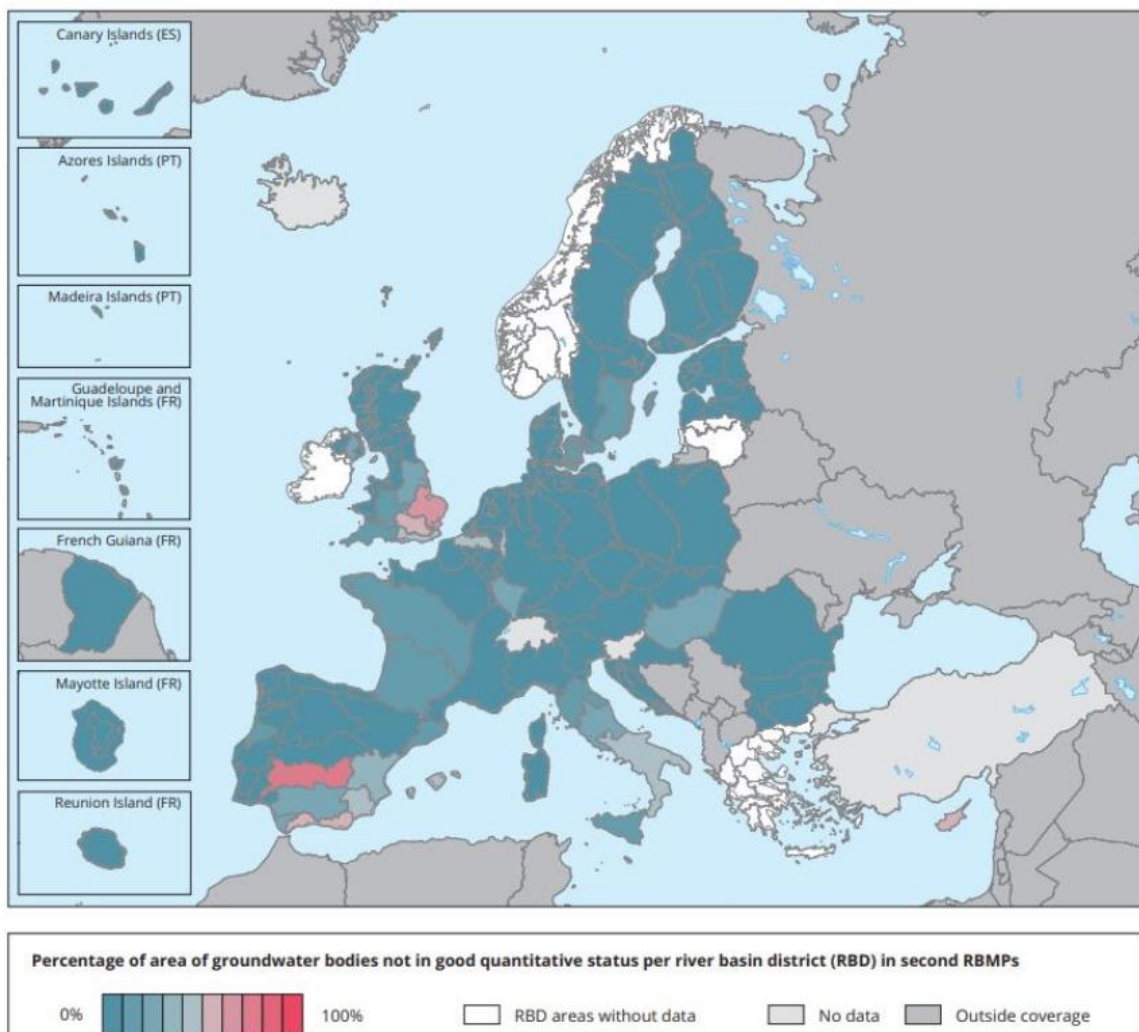 Canary Islands (ES)
Azores Islands (PT)
Madeira Islands (PT)
Guadeloupe and
Martinique Islands (FR)
French Guiana (FR)
Mayotte Island (FR)
Reunion Island (FR)
Percentage of area of groundwater bodies not in good quantitative status per river basin district (RBD) in second RBMPs
0% 100% RBD areas without data No data Outside coverage